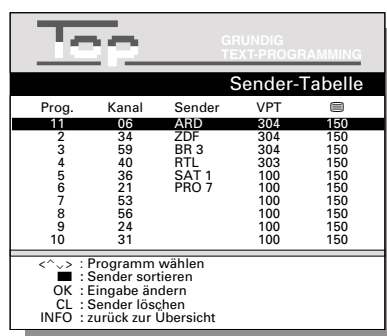 Top
GRUNDIG
TEXT-PROGRAMMING
Sender-Tabelle
Prog. Kanal Sender VPT
11 06 ARD 304 150
2 34 ZDF 304 150
3 59 BR 3 304 150
4 40 RTL 303 150
5 36 SAT 1 100 150
6 21 PRO 7 100 150
7 53 100 150
8 56 100 150
9 24 100 150
10 31 100 150
<^⌄> : Programm wählen
■ : Sender sortieren
OK : Eingabe ändern
CL : Sender löschen
INFO : zurück zur Übersicht